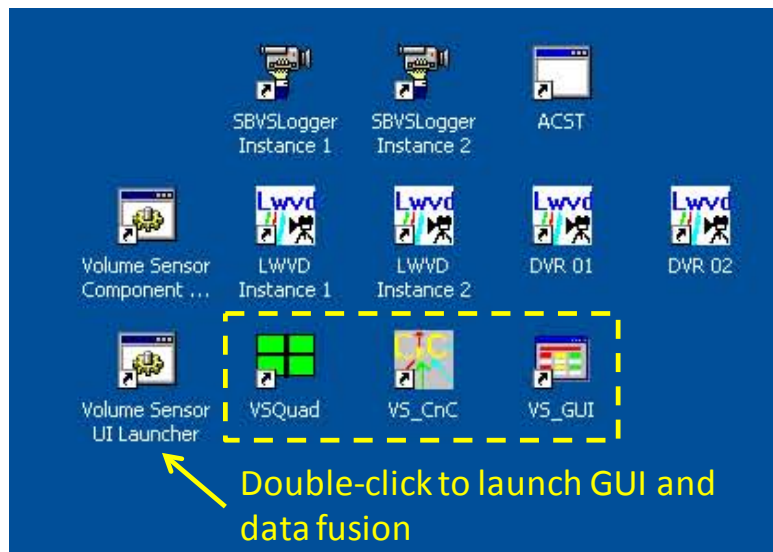 SBVSLogger
Instance 1
SBVSLogger
Instance 2
ACST
Lwvd
Lwvd
Lwvd
Lwvd
Volume Sensor
Component ...
LWVD
Instance 1
LWVD
Instance 2
DVR 01
DVR 02
CIC
Volume Sensor
UI Launcher
VSQuad
VS_CnC
VS_GUI
Double-click to launch GUI and
data fusion